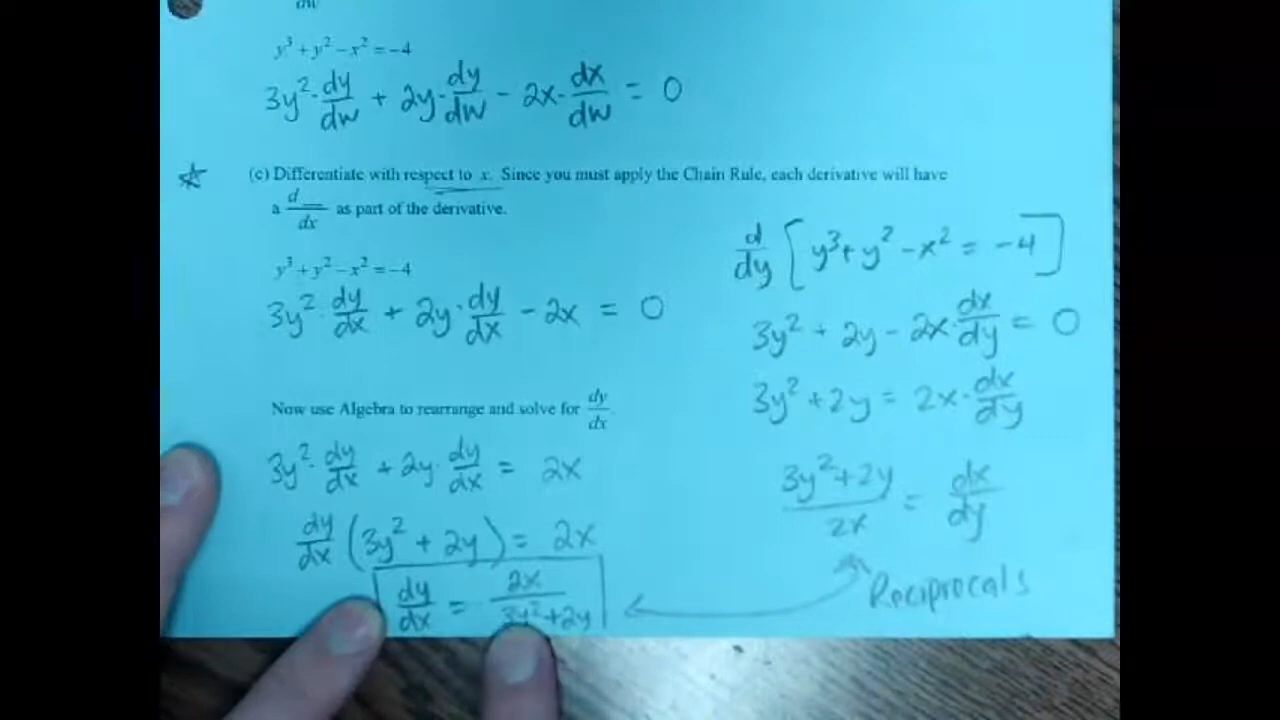 dw
y³ + y² − x² = −4
3y² · dy/dw + 2y · dy/dw − 2x · dx/dw = 0
(c) Differentiate with respect to x. Since you must apply the Chain Rule, each derivative will have
a d__/dx as part of the derivative.
y³ + y² − x² = −4
3y² · dy/dx + 2y · dy/dx − 2x = 0
Now use Algebra to rearrange and solve for dy/dx
3y² · dy/dx + 2y · dy/dx = 2x
dy/dx (3y² + 2y) = 2x
dy/dx = 2x/3y²+2y
d/dy [y³ + y² − x² = −4]
3y² + 2y − 2x · dx/dy = 0
3y² + 2y = 2x · dx/dy
3y²+2y/2x = dx/dy
Reciprocals